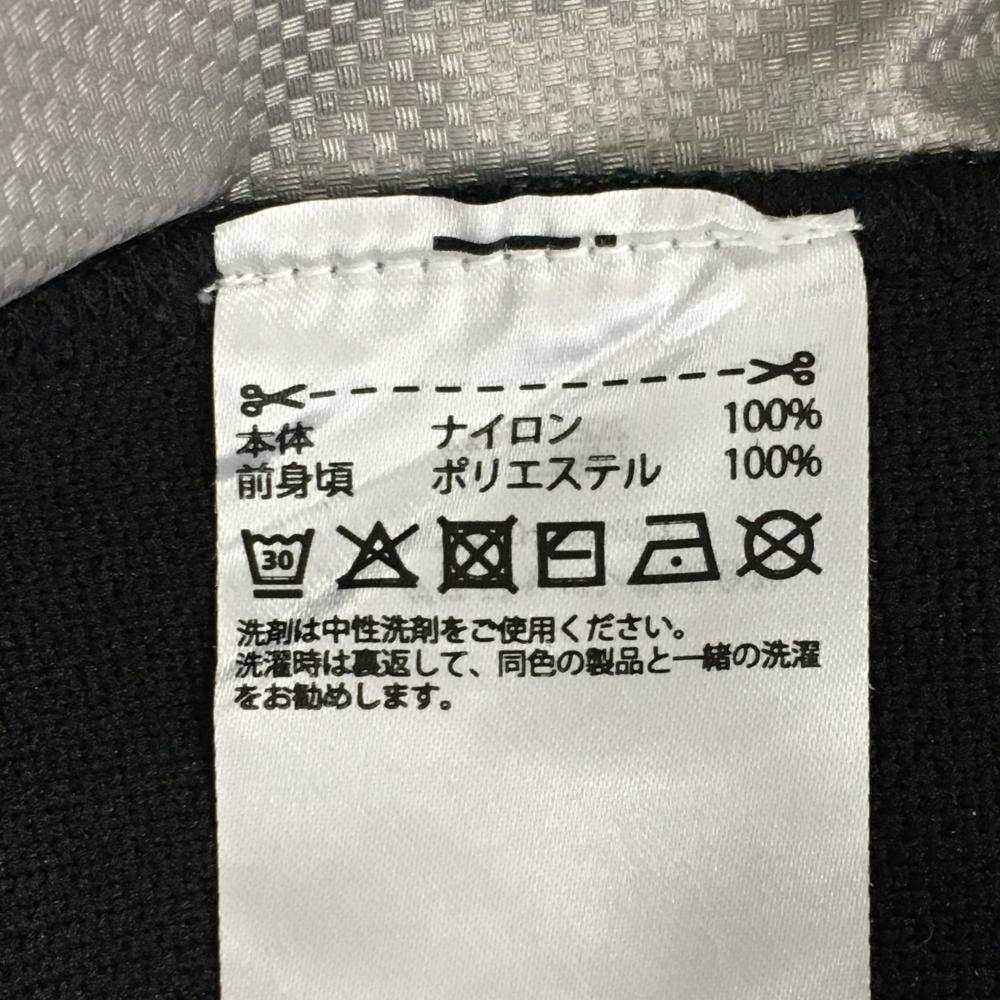 本体 ナイロン 100%
前身頃 ポリエステル 100%
30
洗剤は中性洗剤をご使用ください。
洗濯時は裏返して、同色の製品と一緒の洗濯
をお勧めします。